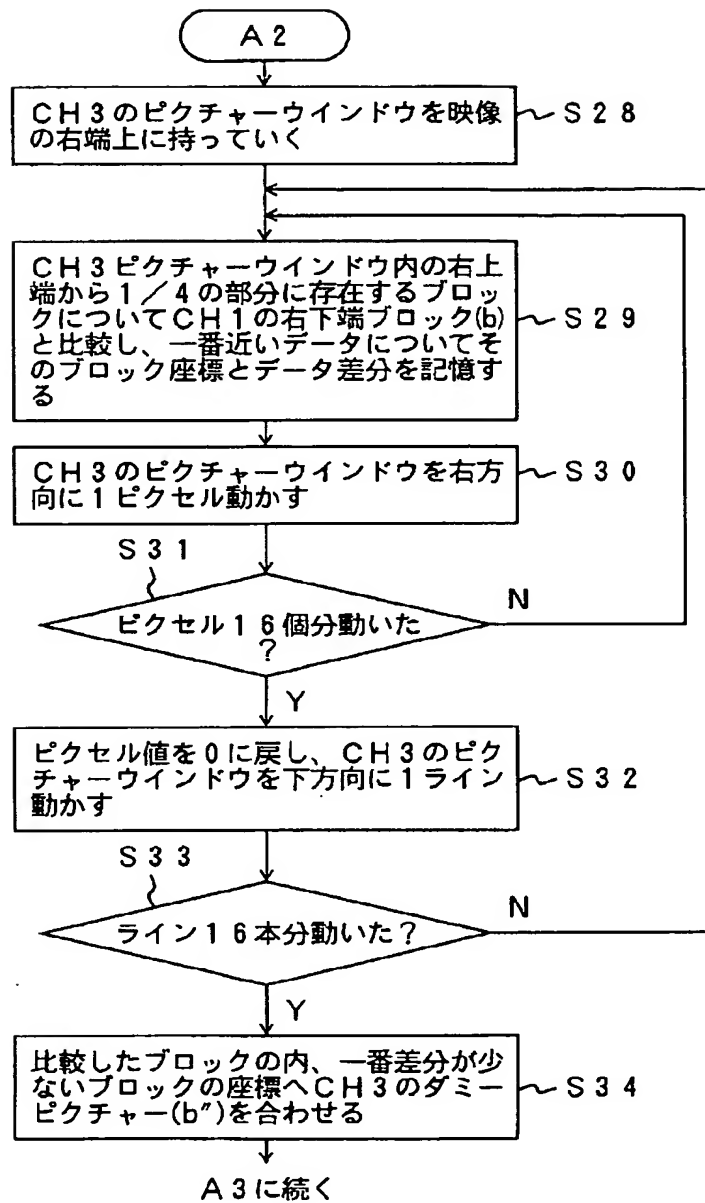 A2
CH3のピクチャーウインドウを映像
の右端上に持っていく
S28
CH3ピクチャーウインドウ内の右上
端から1/4の部分に存在するブロッ
クについてCH1の右下端ブロック(b)
と比較し、一番近いデータについてそ
のブロック座標とデータ差分を記憶す
る
S29
CH3のピクチャーウインドウを右方
向に1ピクセル動かす
S30
S31
ピクセル16個分動いた
?
N
Y
ピクセル値を0に戻し、CH3のピク
チャーウインドウを下方向に1ライン
動かす
S32
S33
ライン16本分動いた?
N
Y
比較したブロックの内、一番差分が少
ないブロックの座標へCH3のダミー
ピクチャー(b")を合わせる
S34
A3に続く